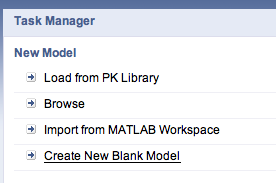 Task Manager
New Model
Load from PK Library
Browse
Import from MATLAB Workspace
Create New Blank Model